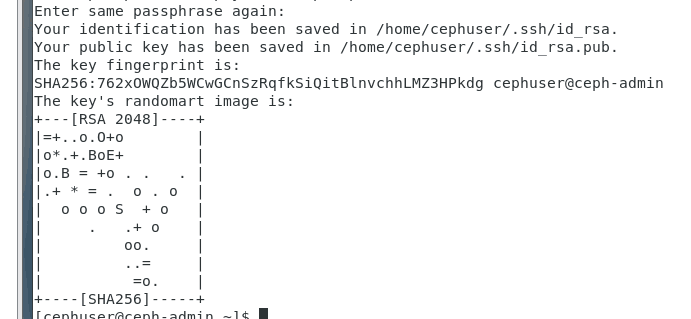 Enter same passphrase again:
Your identification has been saved in /home/cephuser/.ssh/id_rsa.
Your public key has been saved in /home/cephuser/.ssh/id_rsa.pub.
The key fingerprint is:
SHA256:762xOWQZb5WCwGCnSzRqfkSiQitBlnvchhLMZ3HPkdg cephuser@ceph-admin
The key's randomart image is:
+---[RSA 2048]----+
|=+..o.O+o        |
|o*.+.BoE+        |
|o.B = +o . .   . |
|.+ * = .  o . o  |
|  o o o S  + o   |
|     .   .+ o    |
|         oo.     |
|         ..=     |
|          =o.    |
+----[SHA256]-----+
[cephuser@ceph-admin ~]$